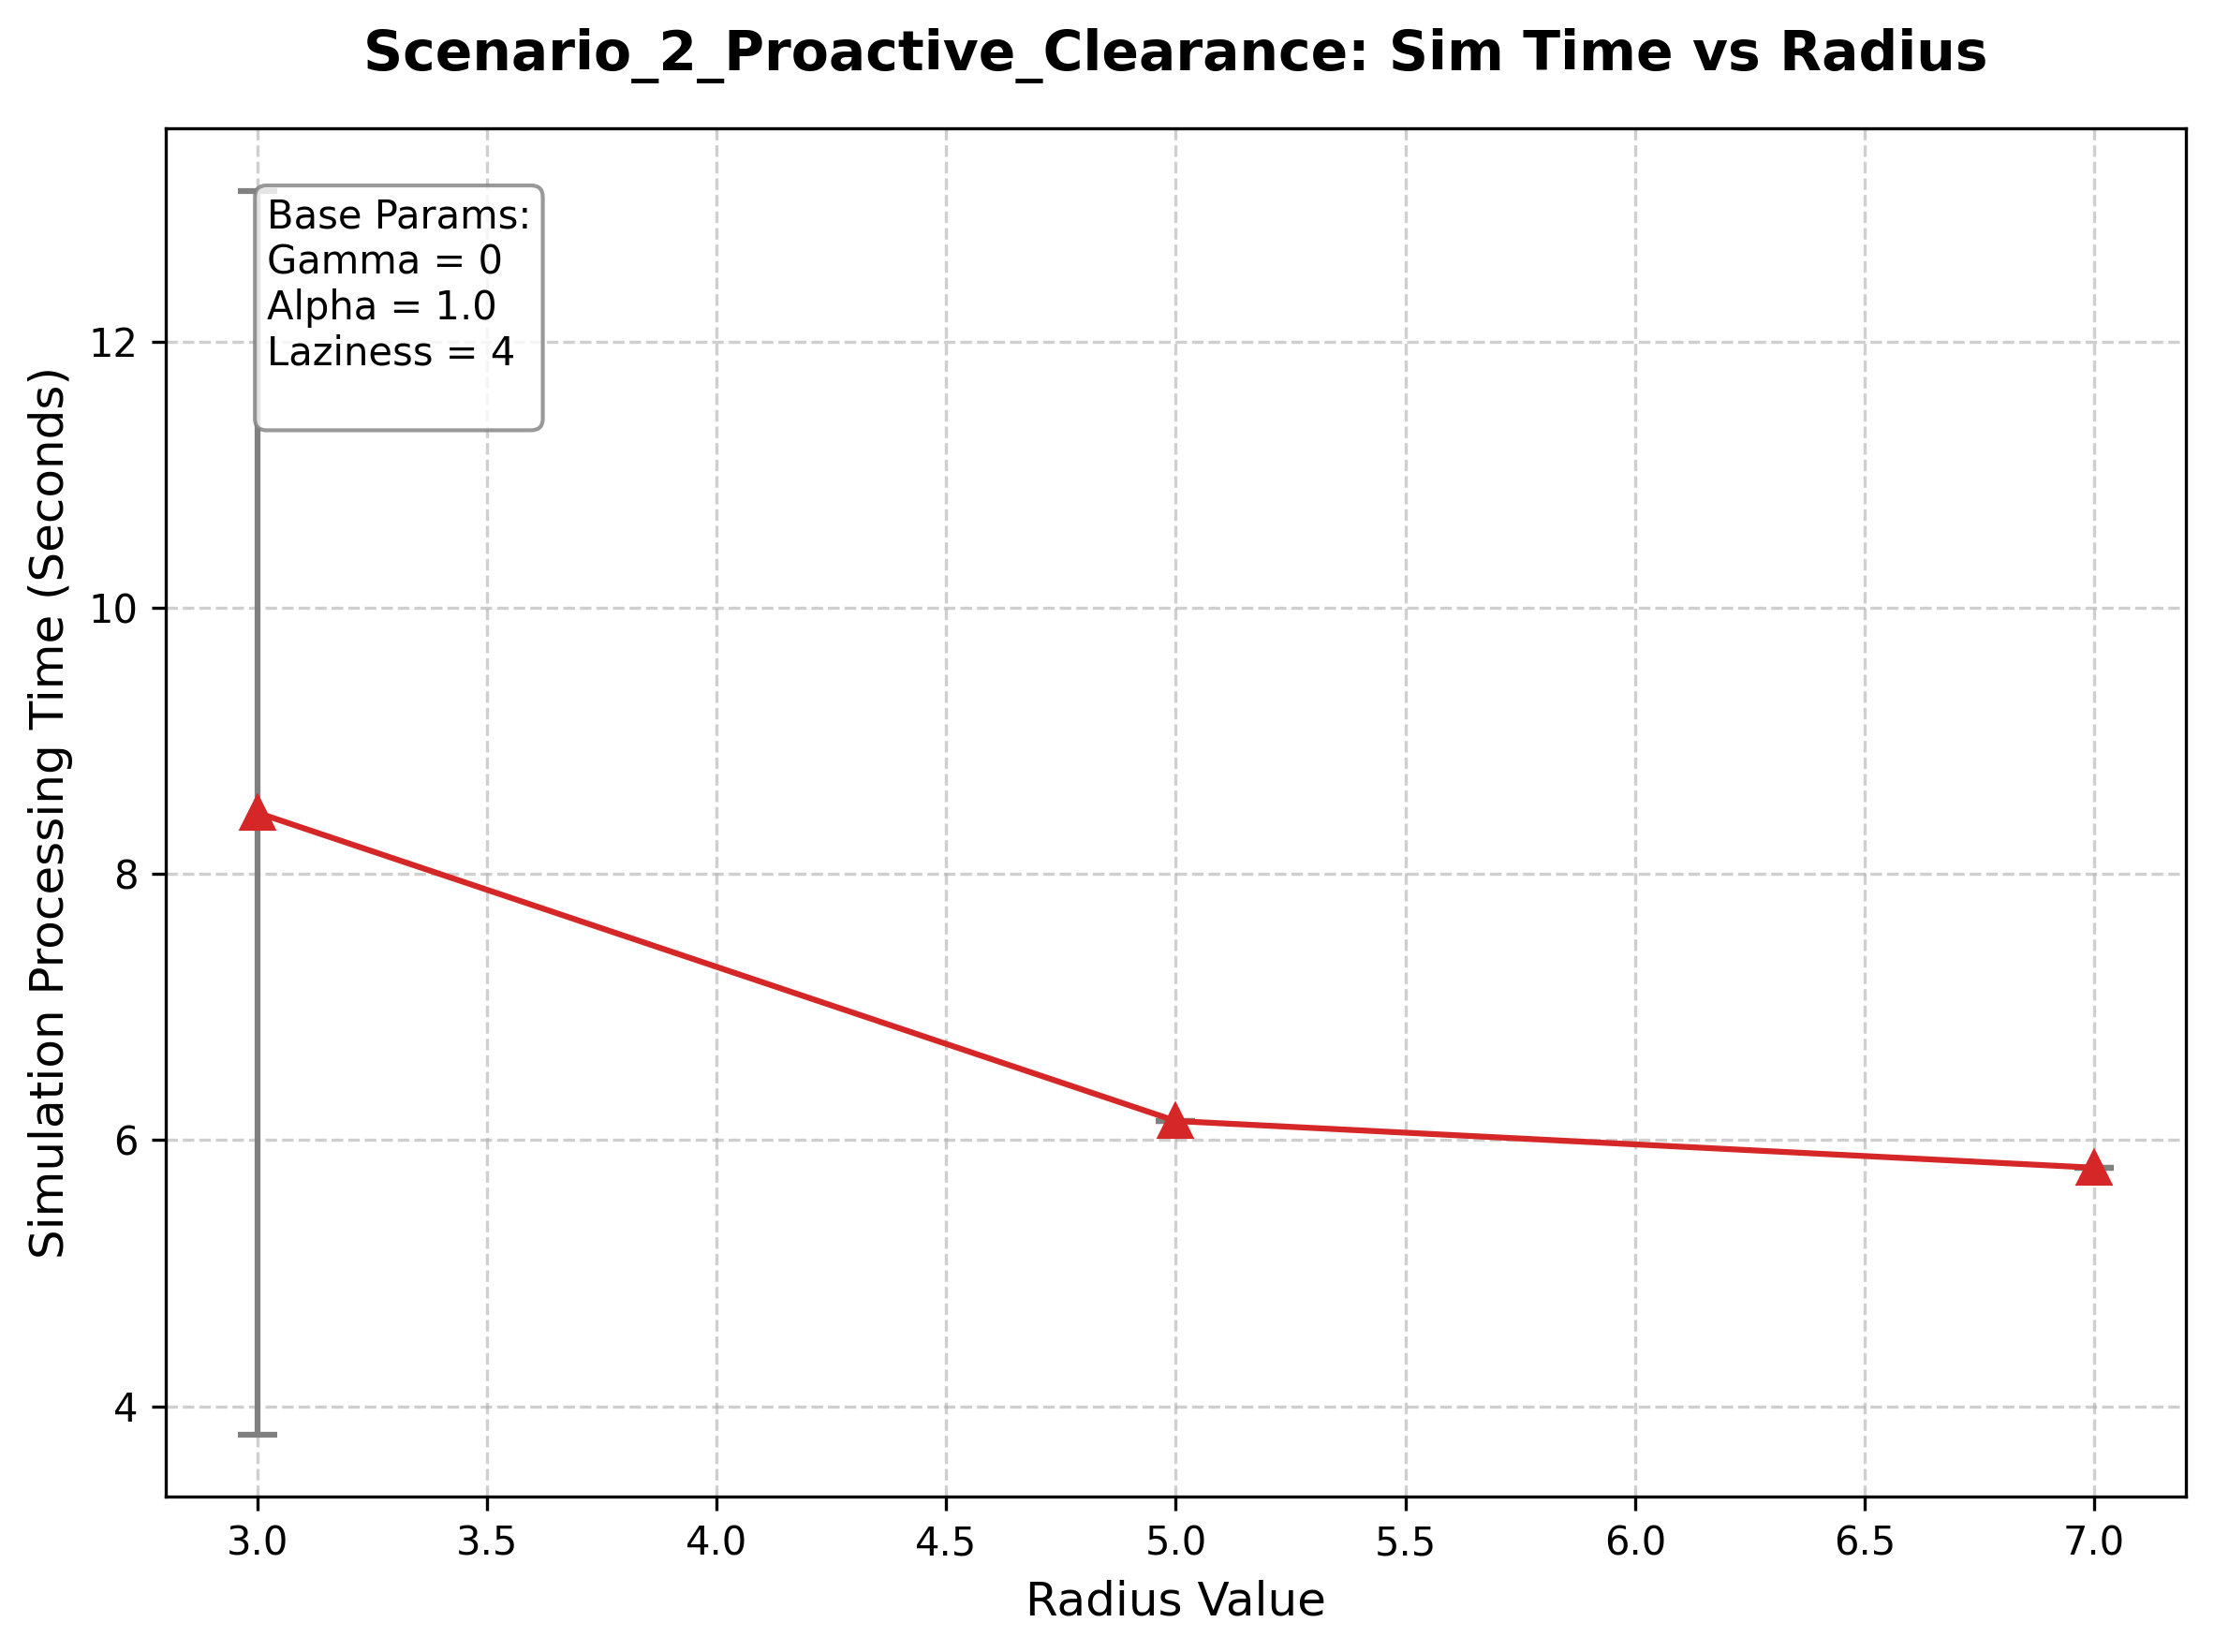 Scenario_2_Proactive_Clearance: Sim Time vs Radius
Base Params:
Gamma = 0
Alpha = 1.0
Laziness = 4
Simulation Processing Time (Seconds)
12
10
8
6
4
3.0 3.5 4.0 4.5 5.0 5.5 6.0 6.5 7.0
Radius Value